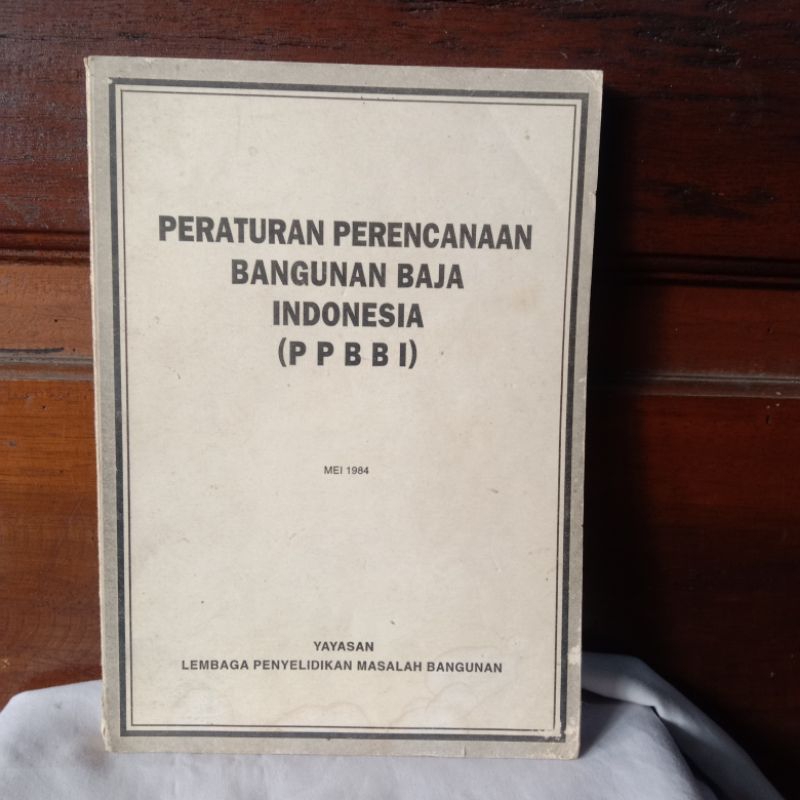 PERATURAN PERENCANAAN
BANGUNAN BAJA
INDONESIA
(P P B B I)
MEI 1984
YAYASAN
LEMBAGA PENYELIDIKAN MASALAH BANGUNAN